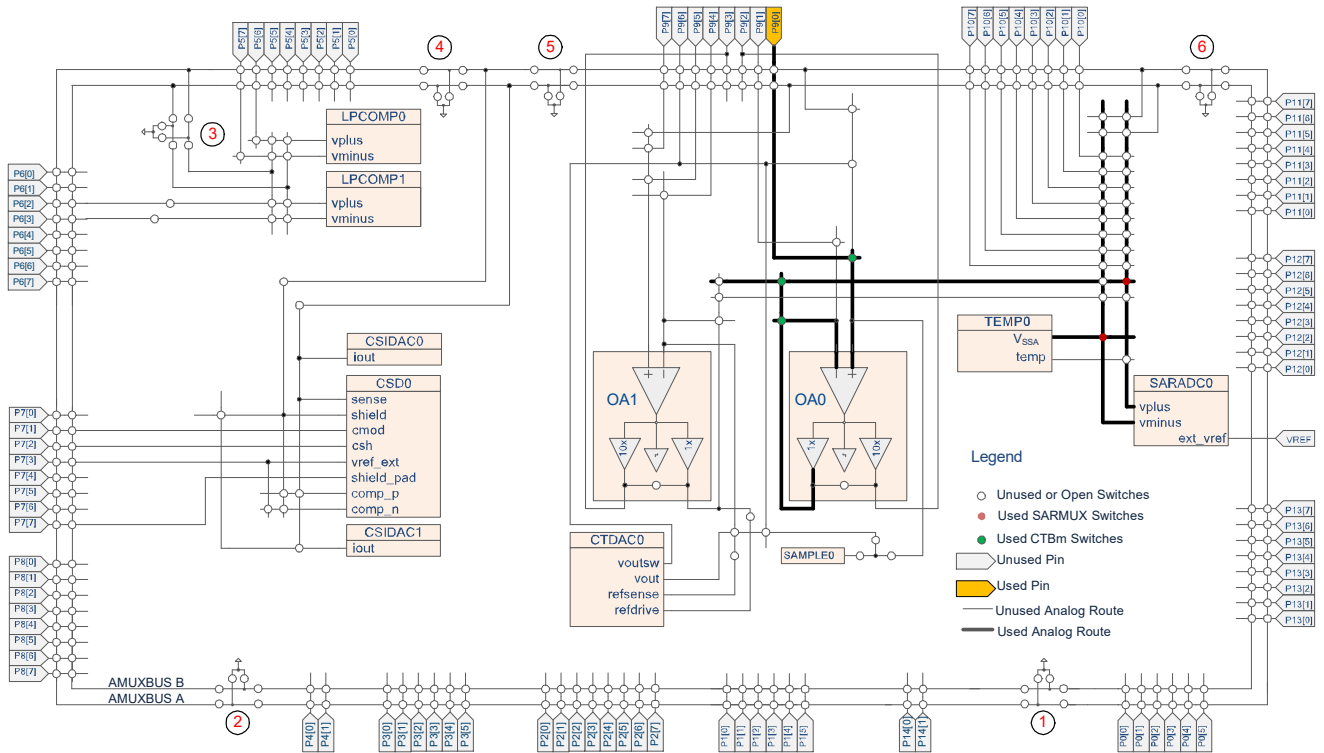 P5[7] P5[6] P5[5] P5[4] P5[3] P5[2] P5[1] P5[0]
4
5
P9[7] P9[6] P9[5] P9[4] P9[3] P9[2] P9[1] P9[0]
P10[7] P10[6] P10[5] P10[4] P10[3] P10[2] P10[1] P10[0]
6
3
LPCOMP0
vplus
vminus
LPCOMP1
vplus
vminus
P6[0]
P6[1]
P6[2]
P6[3]
P6[4]
P6[5]
P6[6]
P6[7]
P11[7]
P11[6]
P11[5]
P11[4]
P11[3]
P11[2]
P11[1]
P11[0]
P12[7]
P12[6]
P12[5]
P12[4]
P12[3]
P12[2]
P12[1]
P12[0]
CSIDAC0
iout
CSD0
sense
shield
cmod
csh
vref_ext
shield_pad
comp_p
comp_n
CSIDAC1
iout
OA1
+ −
10x
1x
OA0
− +
1x
10x
TEMP0
VSSA
temp
SARADC0
vplus
vminus
ext_vref
VREF
P7[0]
P7[1]
P7[2]
P7[3]
P7[4]
P7[5]
P7[6]
P7[7]
P8[0]
P8[1]
P8[2]
P8[3]
P8[4]
P8[5]
P8[6]
P8[7]
CTDAC0
voutsw
vout
refsense
refdrive
SAMPLE0
Legend
Unused or Open Switches
Used SARMUX Switches
Used CTBm Switches
Unused Pin
Used Pin
Unused Analog Route
Used Analog Route
P13[7]
P13[6]
P13[5]
P13[4]
P13[3]
P13[2]
P13[1]
P13[0]
AMUXBUS B
AMUXBUS A
2
1
P4[0] P4[1]
P3[0] P3[1] P3[2] P3[3] P3[4] P3[5]
P2[0] P2[1] P2[2] P2[3] P2[4] P2[5] P2[6] P2[7]
P1[0] P1[1] P1[2] P1[3] P1[4] P1[5]
P14[0] P14[1]
P0[0] P0[1] P0[2] P0[3] P0[4] P0[5]